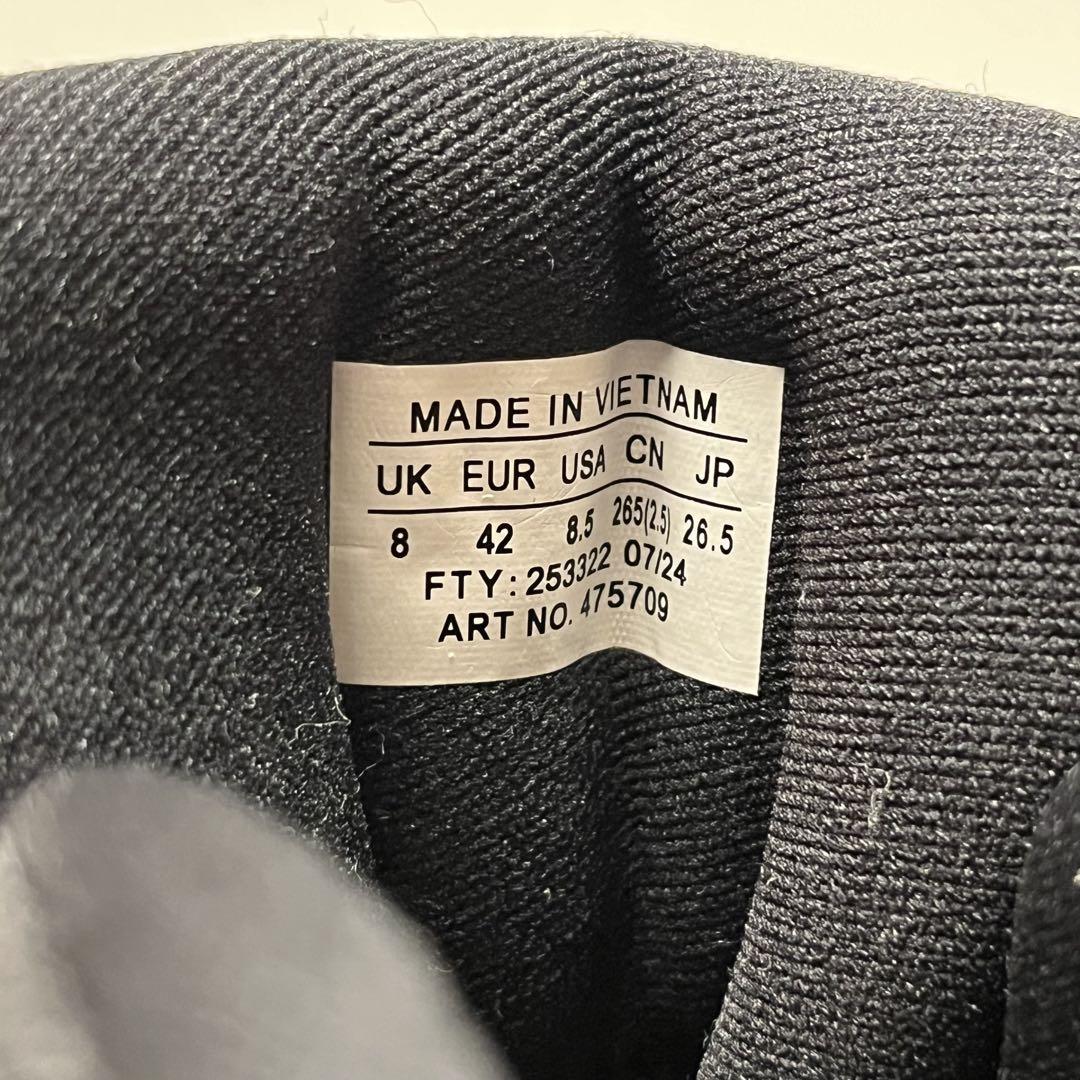 MADE IN VIETNAM
UK EUR USA CN JP
8 42 8.5 265(2.5) 26.5
FTY: 253322 07/24
ART NO. 475709